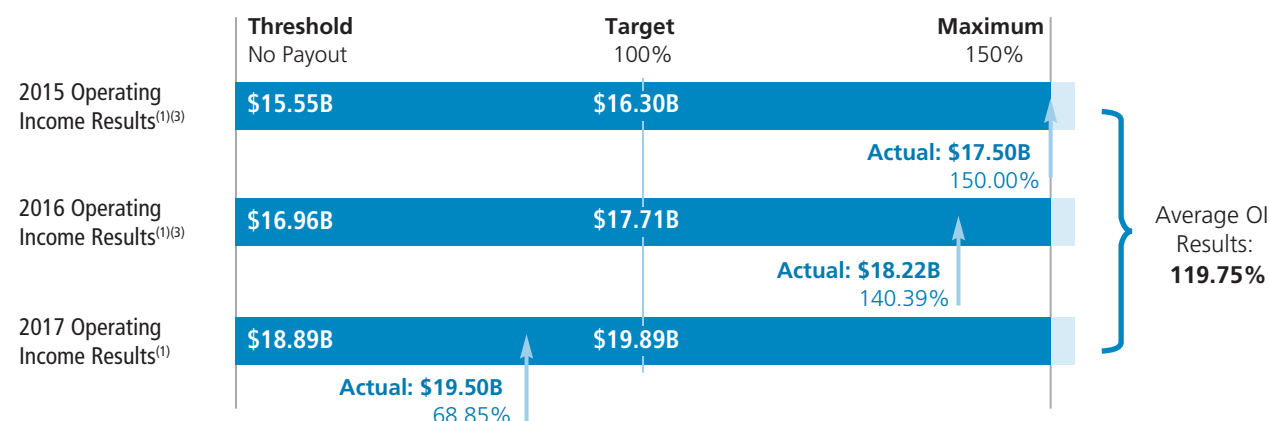 Threshold
No Payout
Target
100%
Maximum
150%
2015 Operating
Income Results(1)(3)
$15.55B
$16.30B
Actual: $17.50B
150.00%
2016 Operating
Income Results(1)(3)
$16.96B
$17.71B
Actual: $18.22B
140.39%
2017 Operating
Income Results(1)
$18.89B
$19.89B
Actual: $19.50B
68.85%
Average OI
Results:
119.75%